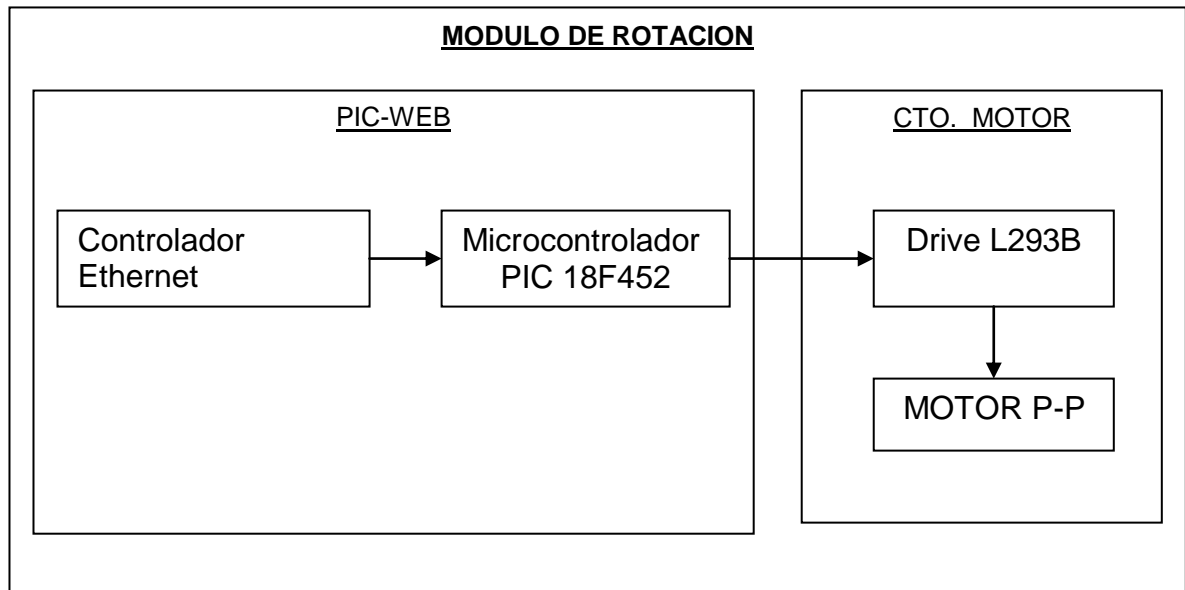 MODULO DE ROTACION
PIC-WEB
CTO. MOTOR
Controlador
Ethernet
Microcontrolador
PIC 18F452
Drive L293B
MOTOR P-P